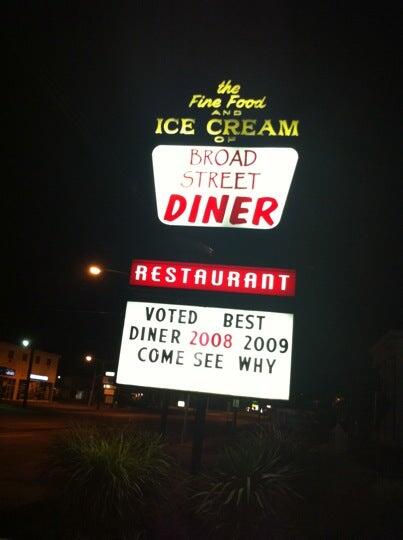 the
Fine Food
AND
ICE CREAM
OF
BROAD
STREET
DINER
RESTAURANT
VOTED BEST
DINER 2008 2009
COME SEE WHY